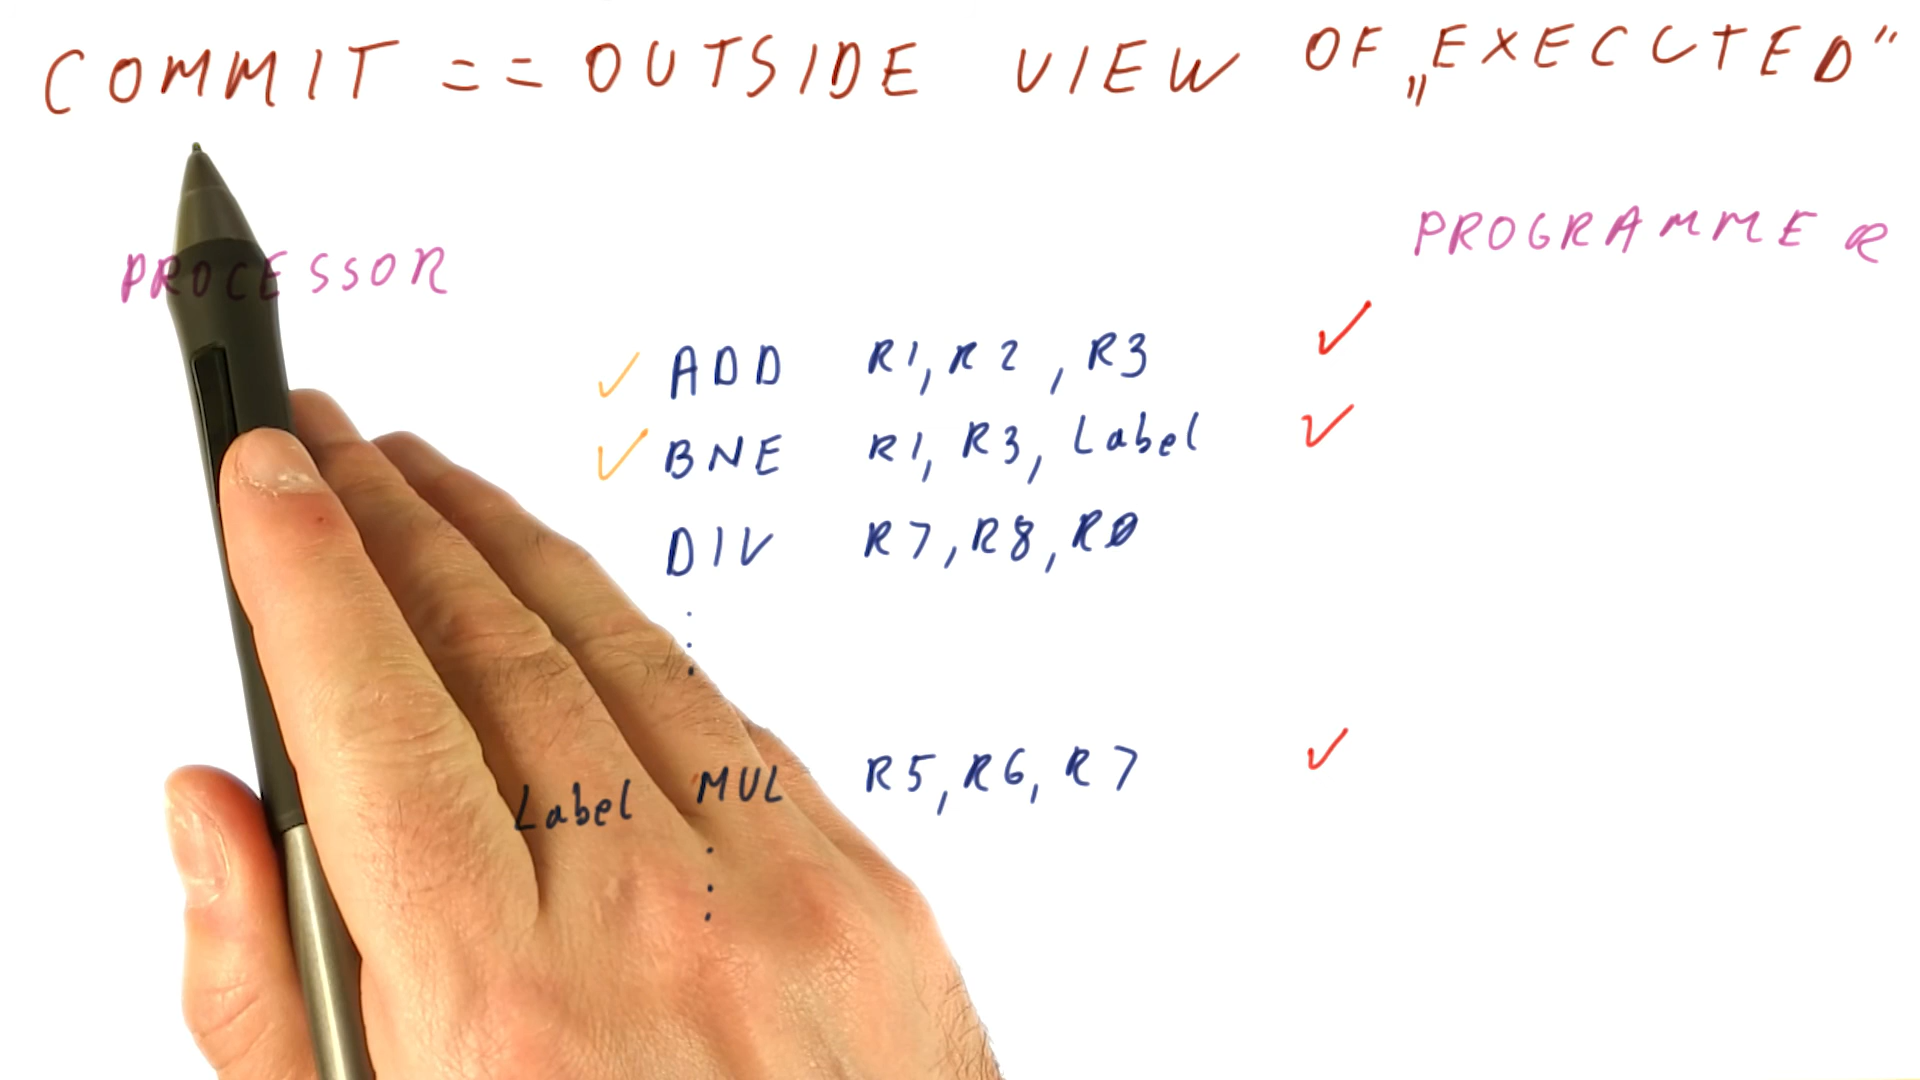 COMMIT == OUTSIDE VIEW OF „EXECUTED"
PROCESSOR
PROGRAMMER
ADD R1, R2, R3
BNE R1, R3, Label
DIV R7, R8, R0
Label MUL R5, R6, R7